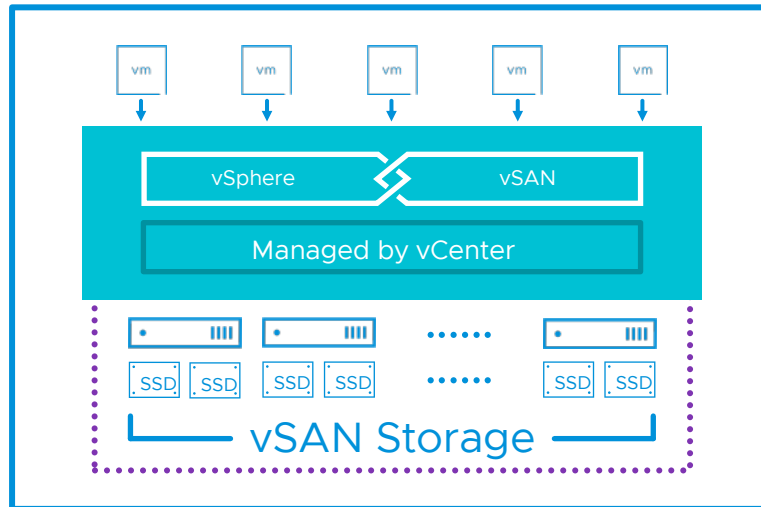 vm vm vm vm vm
vSphere vSAN
Managed by vCenter
SSD SSD SSD SSD SSD SSD
vSAN Storage